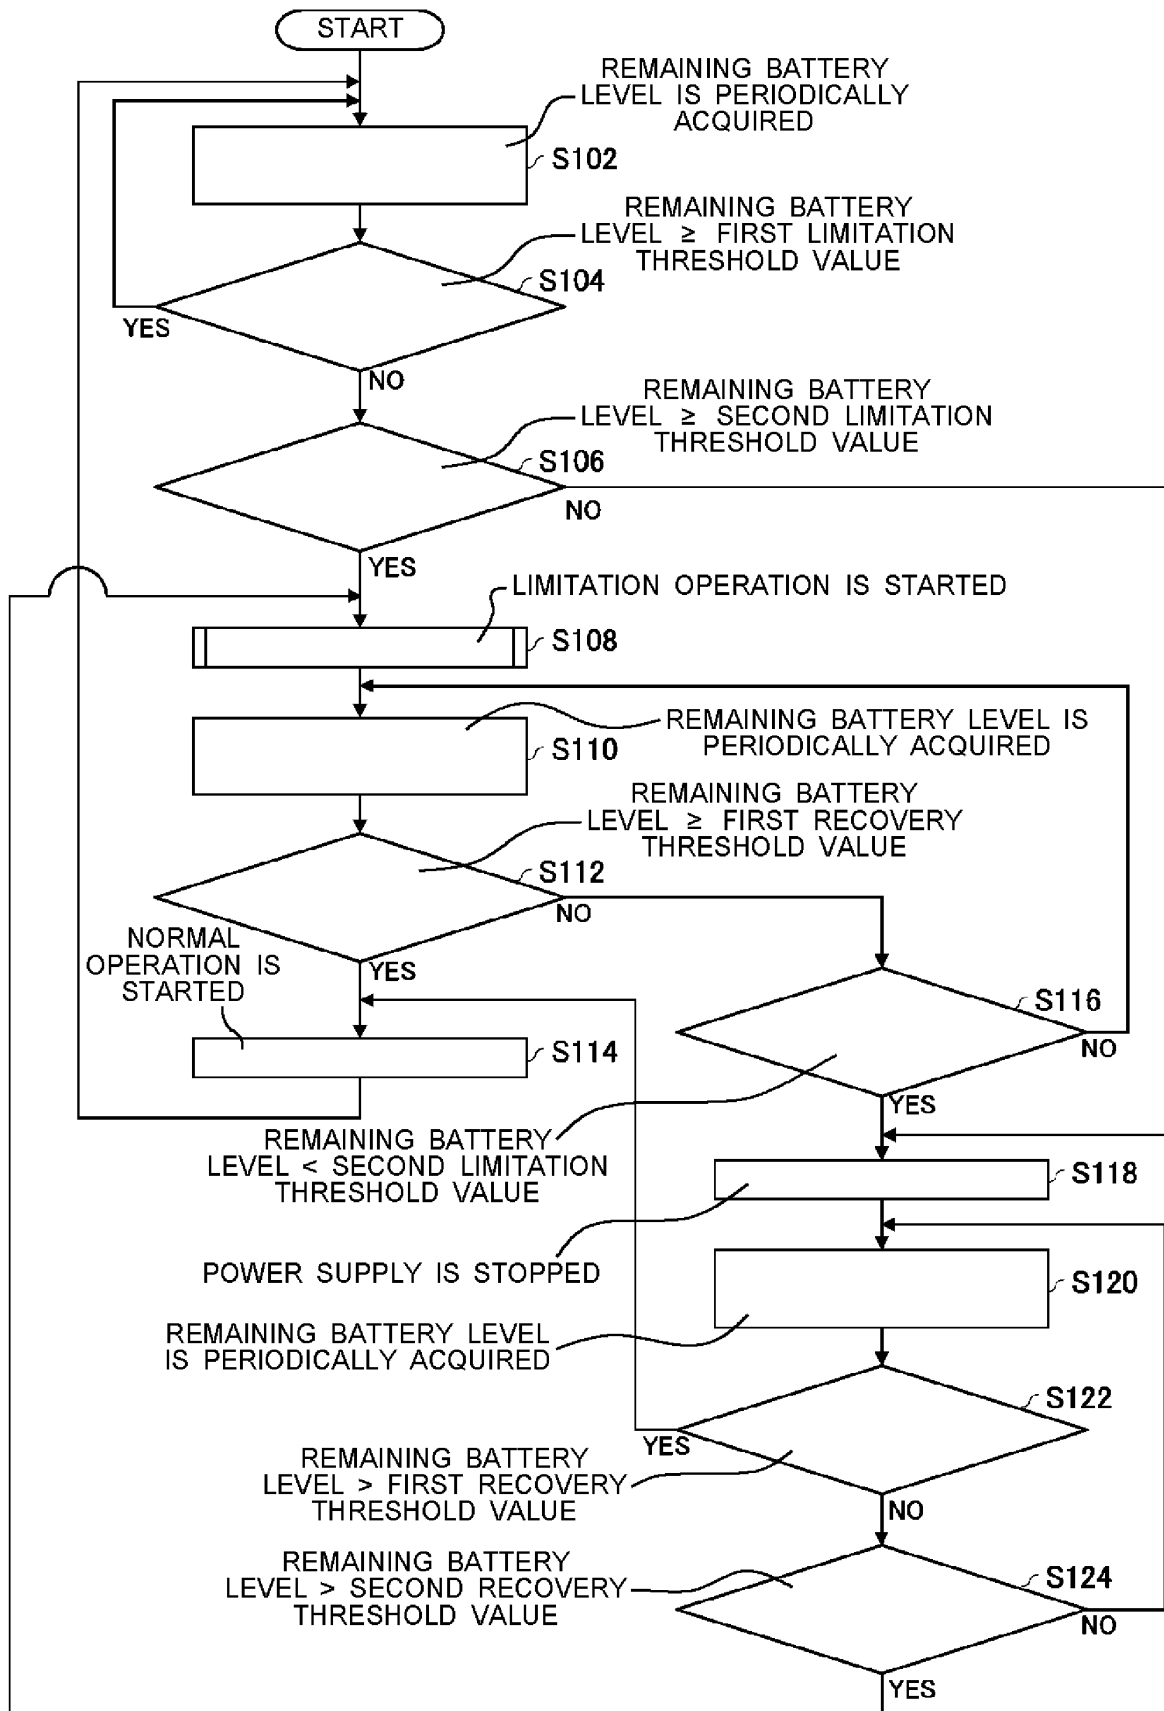 START
REMAINING BATTERY
LEVEL IS PERIODICALLY
ACQUIRED
S102
REMAINING BATTERY
LEVEL ≥ FIRST LIMITATION
THRESHOLD VALUE
S104
YES
NO
REMAINING BATTERY
LEVEL ≥ SECOND LIMITATION
THRESHOLD VALUE
S106
NO
YES
LIMITATION OPERATION IS STARTED
S108
REMAINING BATTERY LEVEL IS
PERIODICALLY ACQUIRED
S110
REMAINING BATTERY
LEVEL ≥ FIRST RECOVERY
THRESHOLD VALUE
S112
NO
YES
NORMAL
OPERATION IS
STARTED
S114
S116
NO
YES
REMAINING BATTERY
LEVEL < SECOND LIMITATION
THRESHOLD VALUE
S118
POWER SUPPLY IS STOPPED
S120
REMAINING BATTERY LEVEL
IS PERIODICALLY ACQUIRED
S122
YES
REMAINING BATTERY
LEVEL > FIRST RECOVERY
THRESHOLD VALUE
NO
REMAINING BATTERY
LEVEL > SECOND RECOVERY
THRESHOLD VALUE
S124
NO
YES